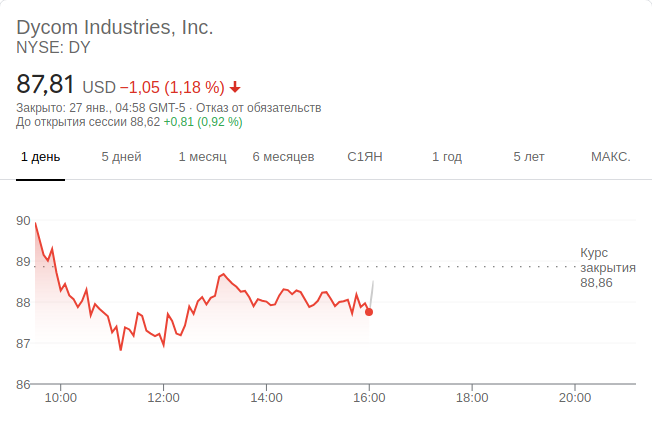 Dycom Industries, Inc.
NYSE: DY
87,81 USD −1,05 (1,18 %)
Закрыто: 27 янв., 04:58 GMT-5 · Отказ от обязательств
До открытия сессии 88,62 +0,81 (0,92 %)
1 день 5 дней 1 месяц 6 месяцев С1ЯН 1 год 5 лет МАКС.
90
89
88
87
86
Курс
закрытия
88,86
10:00 12:00 14:00 16:00 18:00 20:00